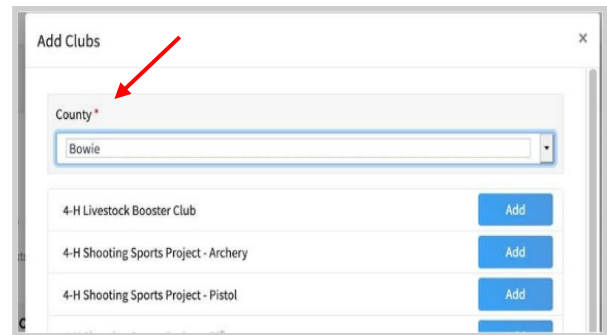 Add Clubs
×
County *
Bowie
4-H Livestock Booster Club Add
4-H Shooting Sports Project - Archery Add
4-H Shooting Sports Project - Pistol Add